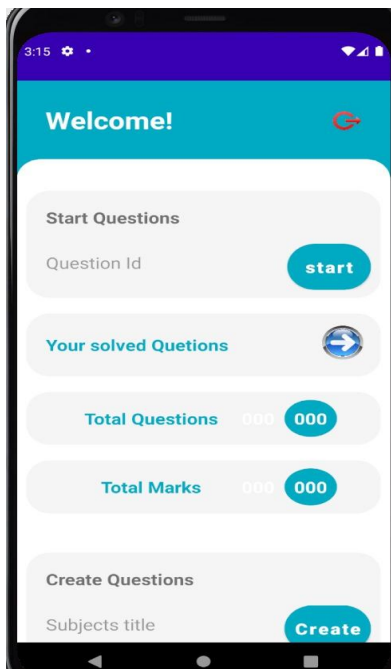 3:15
Welcome!
Start Questions
Question Id
start
Your solved Quetions
Total Questions 000 000
Total Marks 000 000
Create Questions
Subjects title
Create